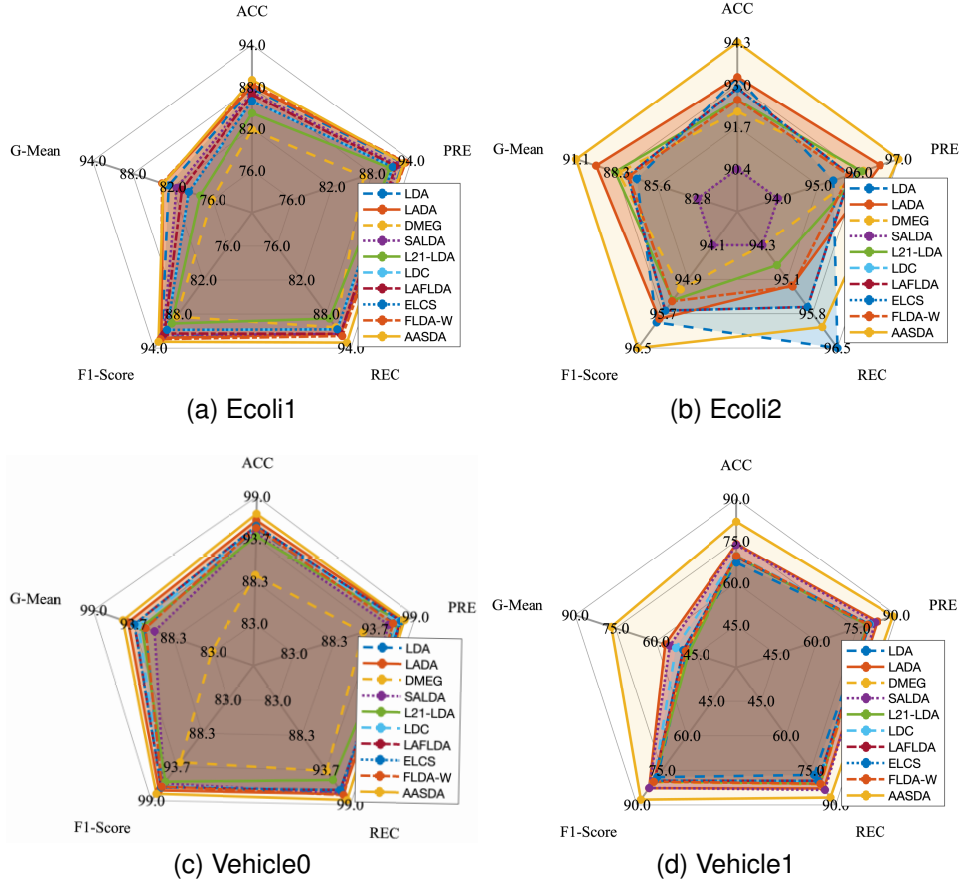 ACC
94.0
88.0
82.0
76.0
G-Mean
94.0
88.0
82.0
76.0
PRE
94.0
88.0
82.0
76.0
76.0
82.0
88.0
94.0
F1-Score
76.0
82.0
88.0
94.0
REC
LDA
LADA
DMEG
SALDA
L21-LDA
LDC
LAFLDA
ELCS
FLDA-W
AASDA
(a) Ecoli1
ACC
94.3
93.0
91.7
90.4
G-Mean
91.1
88.3
85.6
82.8
PRE
97.0
96.0
95.0
94.0
94.1
94.9
95.7
96.5
F1-Score
94.3
95.1
95.8
96.5
REC
LDA
LADA
DMEG
SALDA
L21-LDA
LDC
LAFLDA
ELCS
FLDA-W
AASDA
(b) Ecoli2
ACC
99.0
93.7
88.3
83.0
G-Mean
99.0
93.7
88.3
83.0
PRE
99.0
93.7
88.3
83.0
83.0
88.3
93.7
99.0
F1-Score
83.0
93.7
99.0
REC
LDA
LADA
DMEG
SALDA
L21-LDA
LDC
LAFLDA
ELCS
FLDA-W
AASDA
(c) Vehicle0
ACC
90.0
75.0
60.0
45.0
G-Mean
90.0
75.0
60.0
45.0
PRE
90.0
75.0
60.0
45.0
45.0
60.0
75.0
90.0
F1-Score
45.0
60.0
75.0
90.0
REC
LDA
LADA
DMEG
SALDA
L21-LDA
LDC
LAFLDA
ELCS
FLDA-W
AASDA
(d) Vehicle1